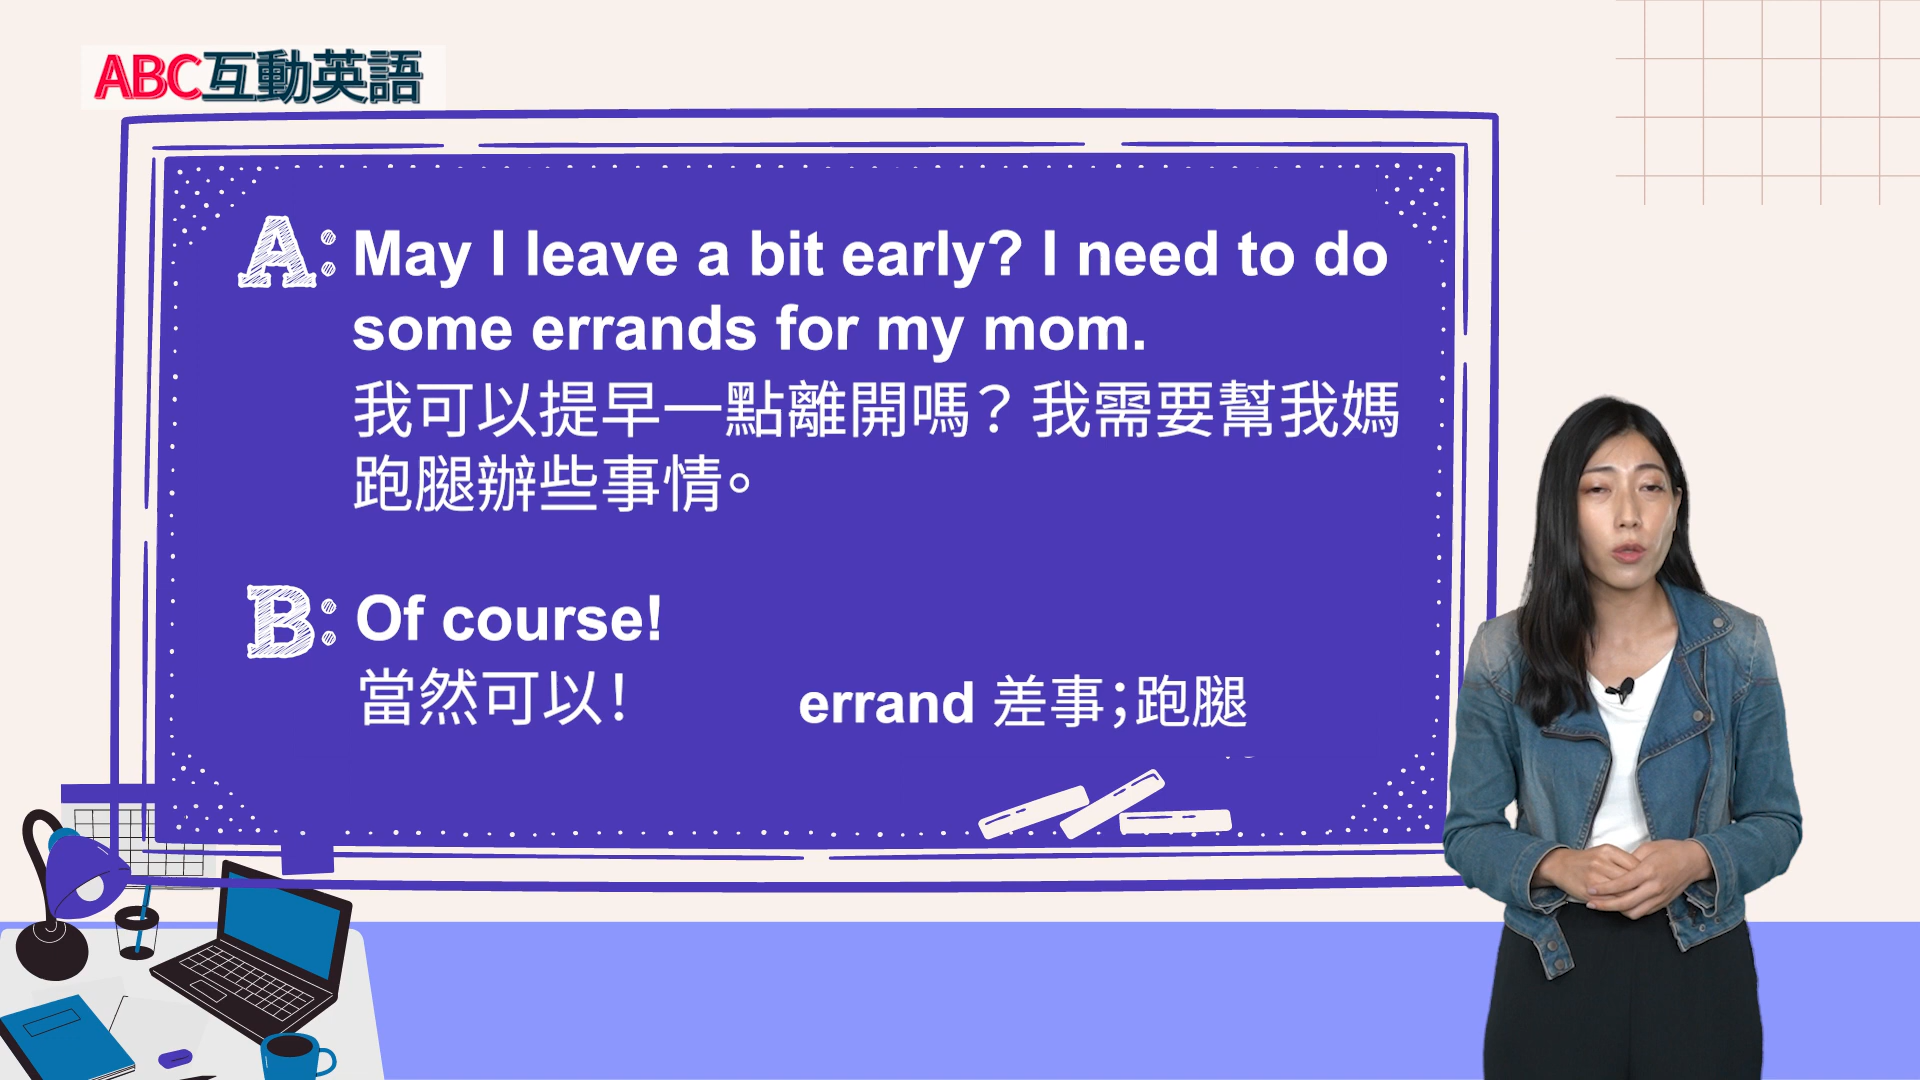 ABC互動英語
A: May I leave a bit early? I need to do
some errands for my mom.
我可以提早一點離開嗎？我需要幫我媽
跑腿辦些事情。
B: Of course!
當然可以！
errand 差事；跑腿